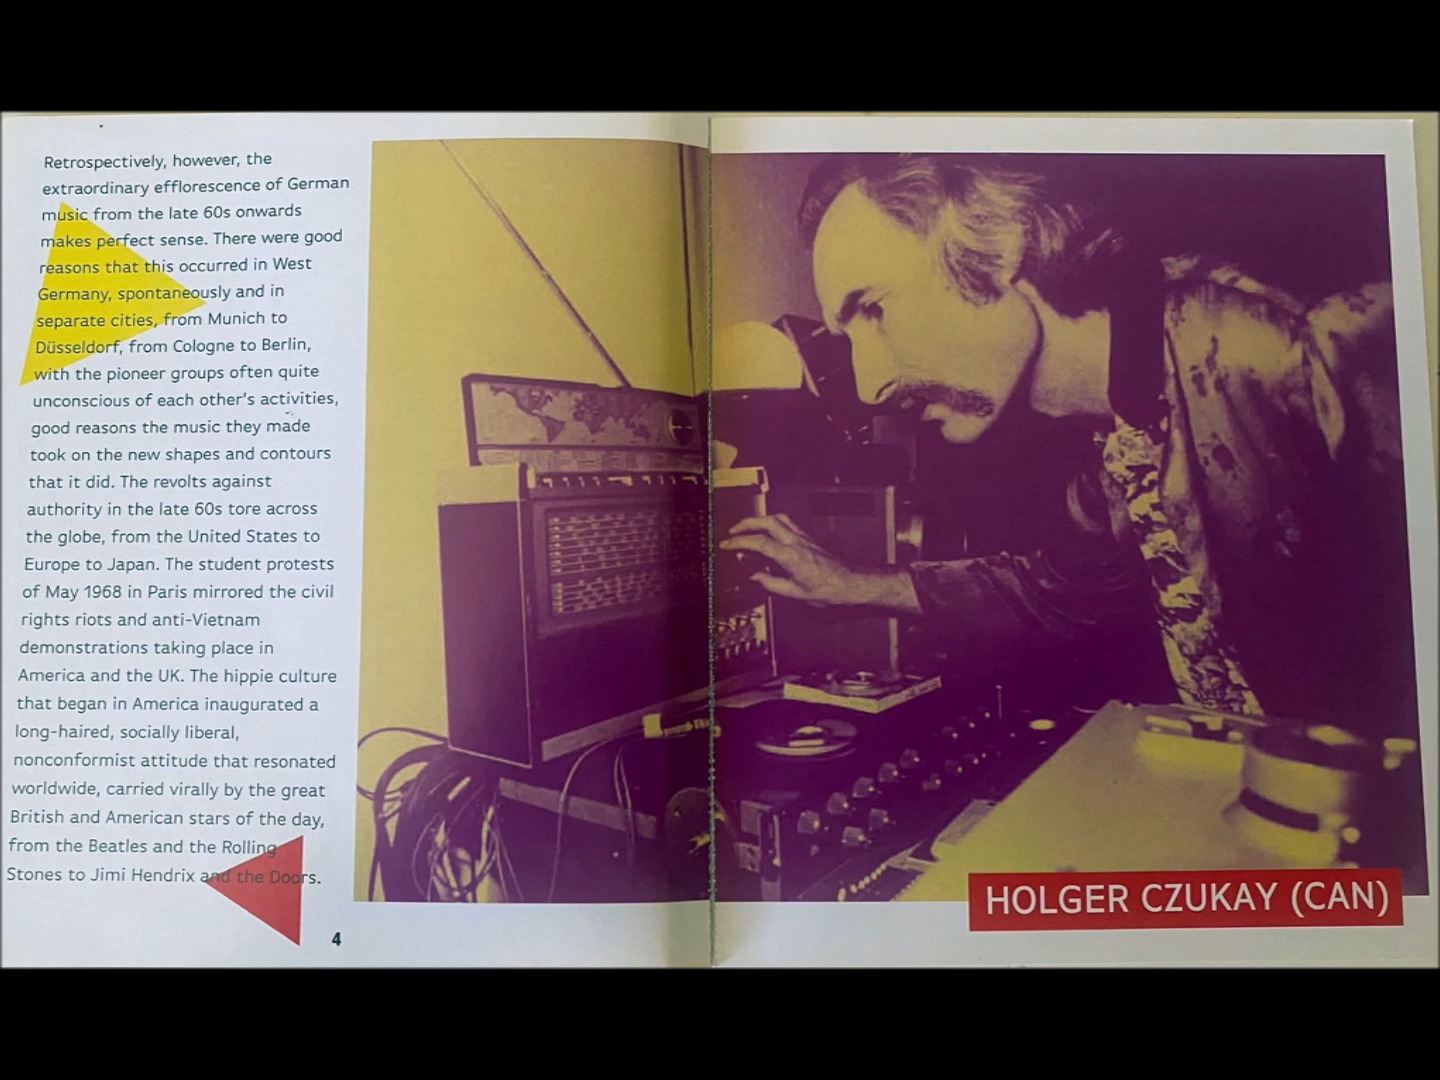 Retrospectively, however, the
extraordinary efflorescence of German
music from the late 60s onwards
makes perfect sense. There were good
reasons that this occurred in West
Germany, spontaneously and in
separate cities, from Munich to
Düsseldorf, from Cologne to Berlin,
with the pioneer groups often quite
unconscious of each other's activities,
good reasons the music they made
took on the new shapes and contours
that it did. The revolts against
authority in the late 60s tore across
the globe, from the United States to
Europe to Japan. The student protests
of May 1968 in Paris mirrored the civil
rights riots and anti-Vietnam
demonstrations taking place in
America and the UK. The hippie culture
that began in America inaugurated a
long-haired, socially liberal,
nonconformist attitude that resonated
worldwide, carried virally by the great
British and American stars of the day,
from the Beatles and the Rolling
Stones to Jimi Hendrix and the Doors.
4
HOLGER CZUKAY (CAN)